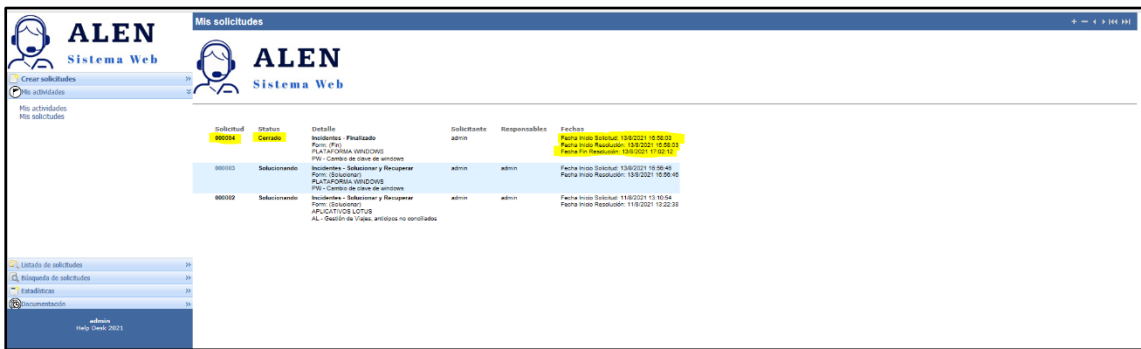 ALEN
Sistema Web
Crear solicitudes
Mis actividades
Mis actividades
Mis solicitudes
Listado de solicitudes
Búsqueda de solicitudes
Estadísticas
Documentación
admin
Help Desk 2021
Mis solicitudes
ALEN
Sistema Web
Solicitud Status Detalle Solicitante Responsables Fechas
000004 Cerrado Incidentes - Finalizado admin Fecha Inicio Solicitud: 13/8/2021 16:58:03
Form: (Fin) Fecha Inicio Resolución: 13/8/2021 16:58:03
PLATAFORMA WINDOWS Fecha Fin Resolución: 13/8/2021 17:02:12
PW - Cambio de clave de windows
000003 Solucionando Incidentes - Solucionar y Recuperar admin admin Fecha Inicio Solicitud: 13/8/2021 16:56:46
Form: (Solucionar) Fecha Inicio Resolución: 13/8/2021 16:56:46
PLATAFORMA WINDOWS
PW - Cambio de clave de windows
000002 Solucionando Incidentes - Solucionar y Recuperar admin admin Fecha Inicio Solicitud: 11/8/2021 13:10:54
Form: (Solucionar) Fecha Inicio Resolución: 11/8/2021 13:22:38
APLICATIVOS LOTUS
AL - Gestión de Viajes, anticipos no conciliados